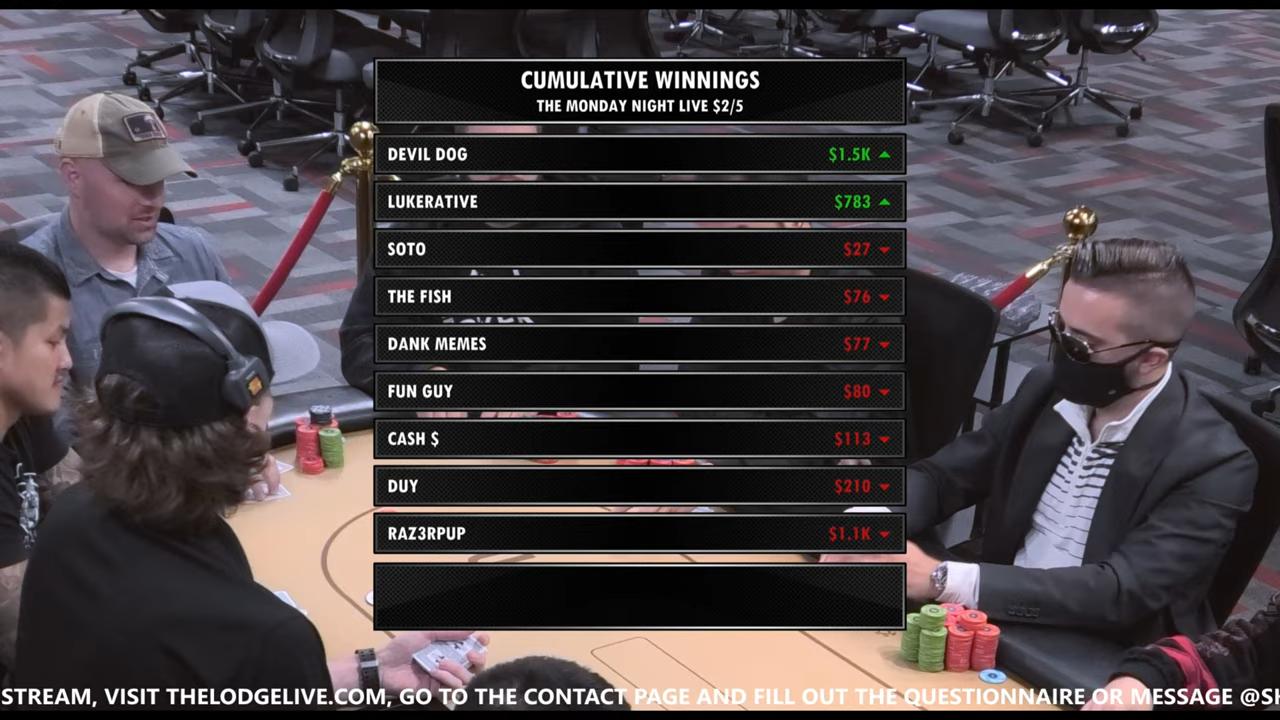 CUMULATIVE WINNINGS
THE MONDAY NIGHT LIVE $2/5
DEVIL DOG $1.5K
LUKERATIVE $783
SOTO $27
THE FISH $76
DANK MEMES $77
FUN GUY $80
CASH $ $113
DUY $210
RAZ3RPUP $1.1K
STREAM, VISIT THELODGELIVE.COM, GO TO THE CONTACT PAGE AND FILL OUT THE QUESTIONNAIRE OR MESSAGE